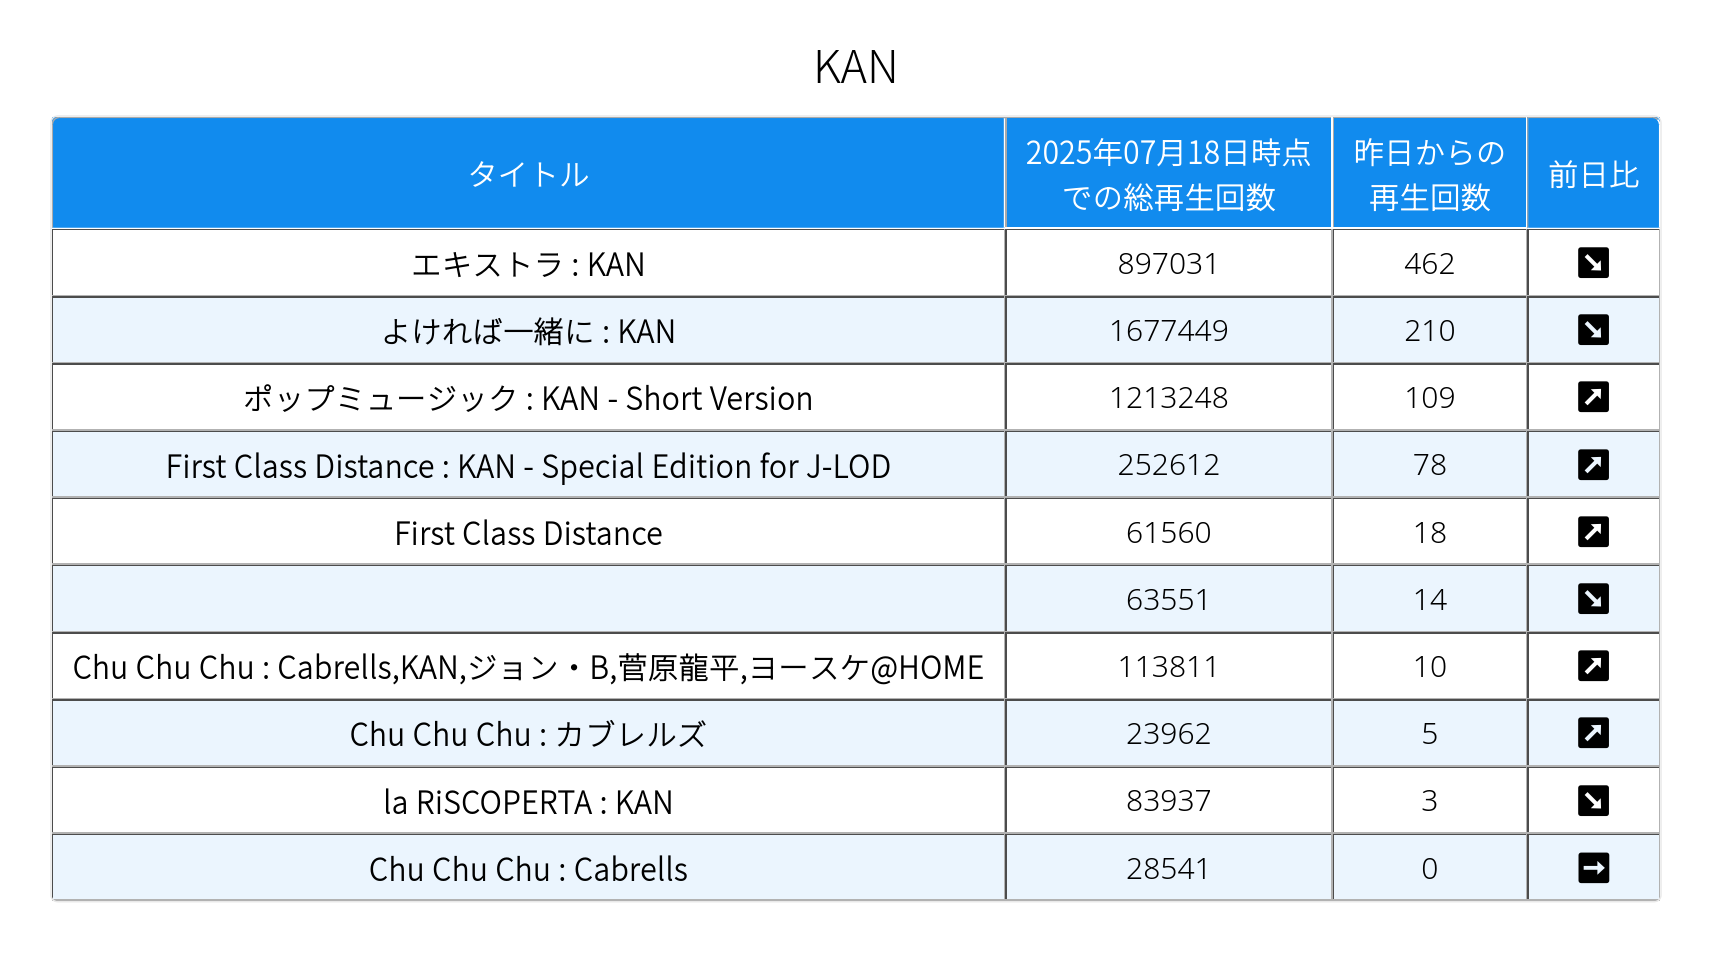 KAN
タイトル 2025年07月18日時点での総再生回数 昨日からの再生回数 前日比
エキストラ : KAN 897031 462 ↘
よければ一緒に : KAN 1677449 210 ↘
ポップミュージック : KAN - Short Version 1213248 109 ↗
First Class Distance : KAN - Special Edition for J-LOD 252612 78 ↗
First Class Distance 61560 18 ↗
63551 14 ↘
Chu Chu Chu : Cabrells,KAN,ジョン・B,菅原龍平,ヨースケ@HOME 113811 10 ↗
Chu Chu Chu : カブレルズ 23962 5 ↗
la RiSCOPERTA : KAN 83937 3 ↘
Chu Chu Chu : Cabrells 28541 0 →